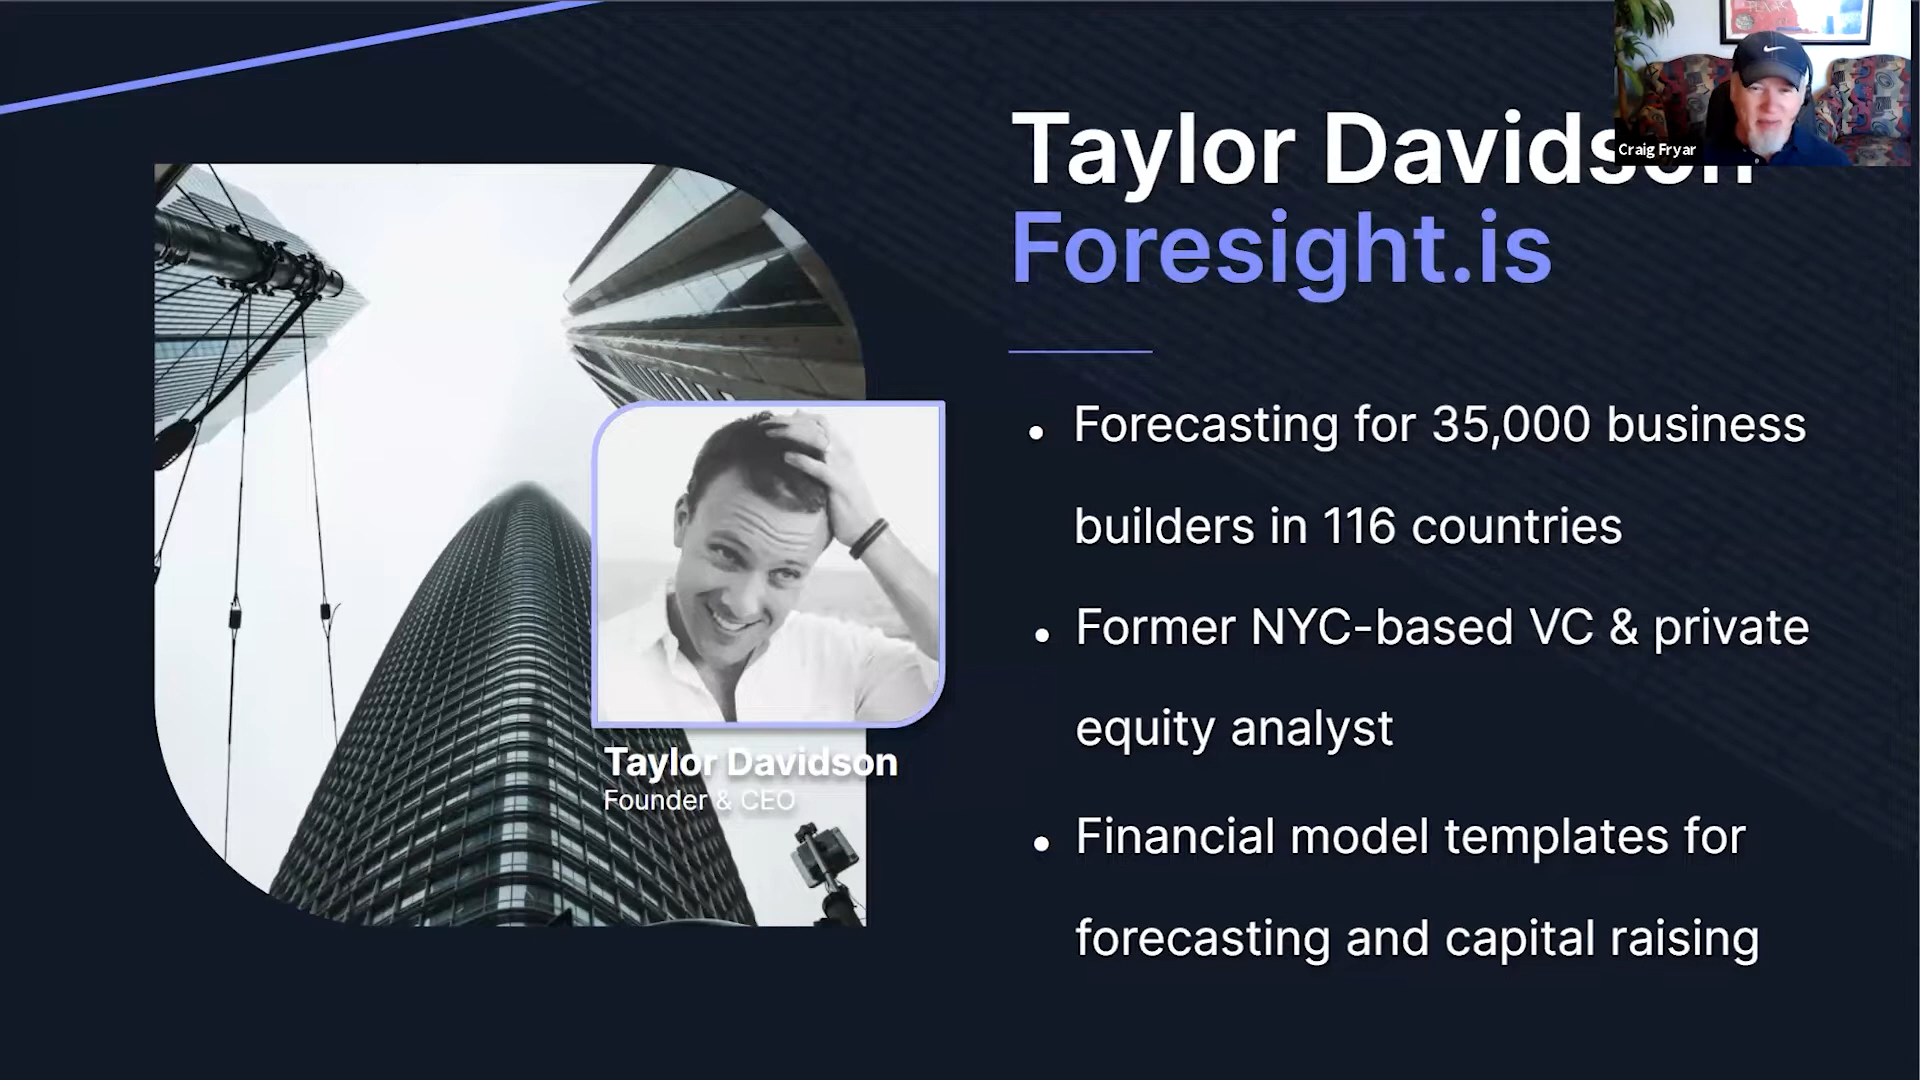 Taylor Davidson
Foresight.is
Craig Fryar
Forecasting for 35,000 business
builders in 116 countries
Former NYC-based VC & private
equity analyst
Financial model templates for
forecasting and capital raising
Taylor Davidson
Founder & CEO